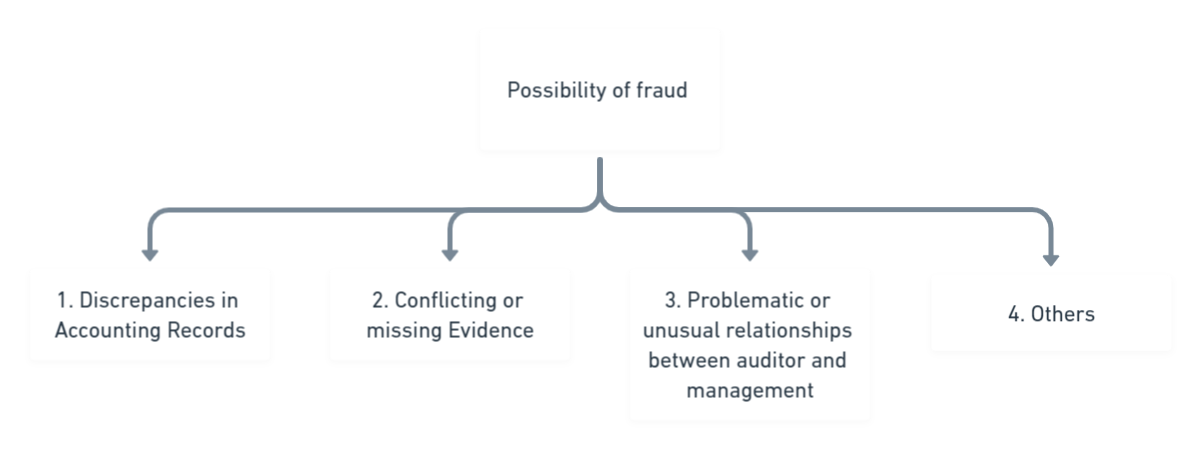 Possibility of fraud
1. Discrepancies in
Accounting Records
2. Conflicting or
missing Evidence
3. Problematic or
unusual relationships
between auditor and
management
4. Others